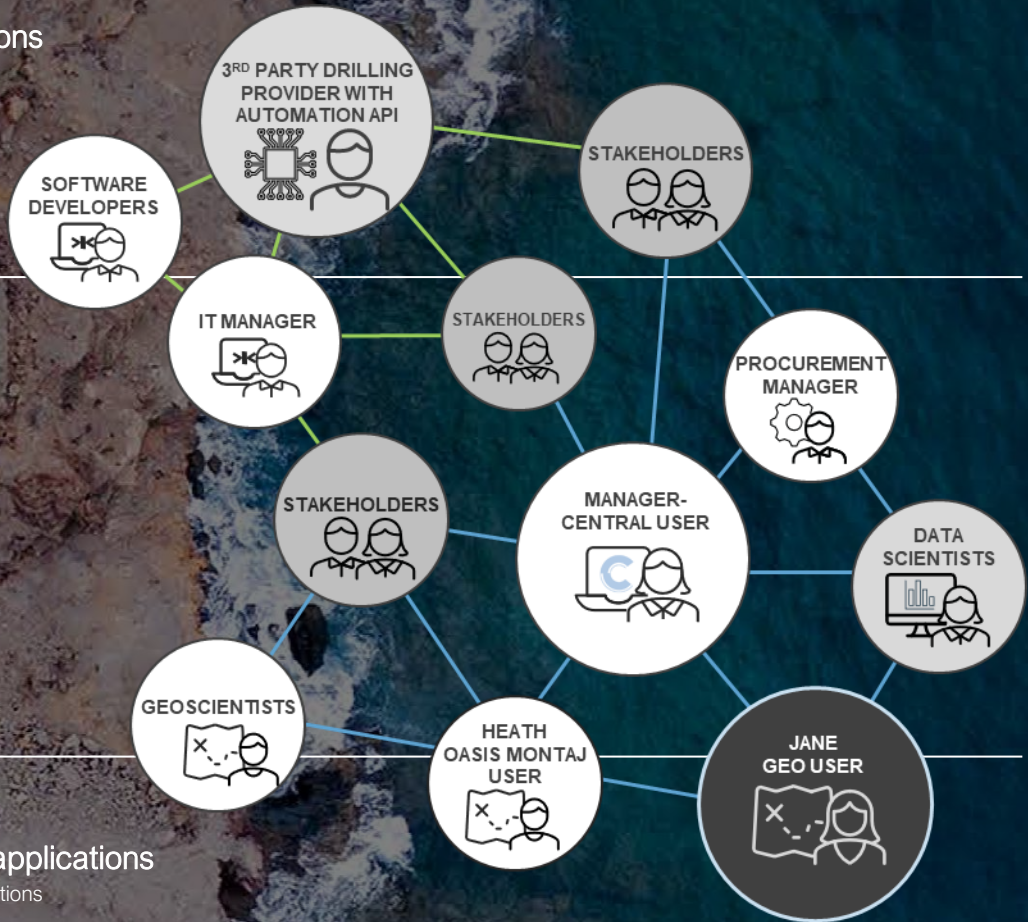 ons
3RD PARTY DRILLING
PROVIDER WITH
AUTOMATION API
STAKEHOLDERS
SOFTWARE
DEVELOPERS
IT MANAGER
STAKEHOLDERS
PROCUREMENT
MANAGER
STAKEHOLDERS
MANAGER-
CENTRAL USER
DATA
SCIENTISTS
GEOSCIENTISTS
HEATH
OASIS MONTAJ
USER
JANE
GEO USER
applications
tions